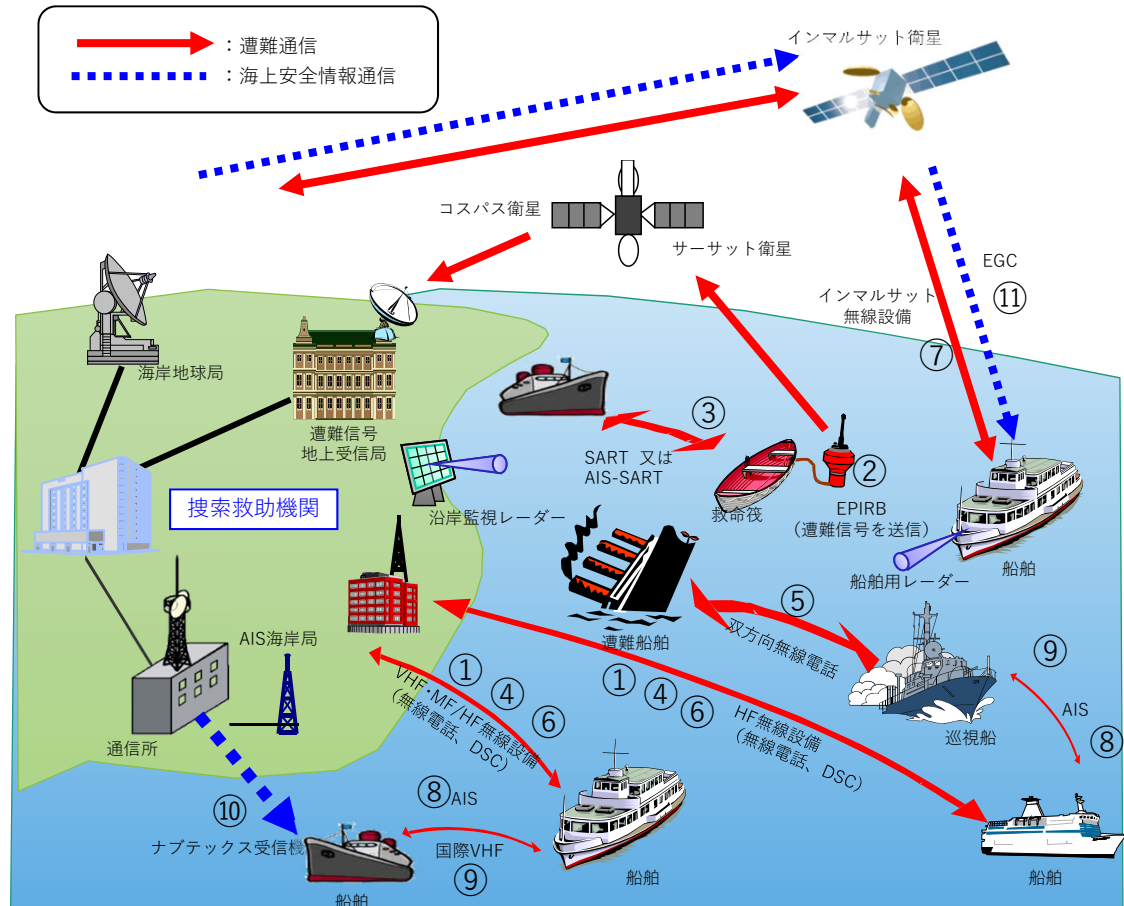 ：遭難通信
：海上安全情報通信
インマルサット衛星
コスパス衛星
サーサット衛星
EGC
⑪
インマルサット
無線設備
⑦
海岸地球局
遭難信号
地上受信局
③
SART 又は
AIS-SART
②
EPIRB
（遭難信号を送信）
救命筏
捜索救助機関
沿岸監視レーダー
船舶用レーダー
船舶
遭難船舶
⑤
双方向無線電話
⑨
AIS
⑧
巡視船
AIS海岸局
①
④
⑥
VHF・MF/HF無線設備
（無線電話、DSC）
①
④
⑥
HF無線設備
（無線電話、DSC）
通信所
⑩
ナブテックス受信機
⑧AIS
国際VHF
⑨
船舶
船舶
船舶